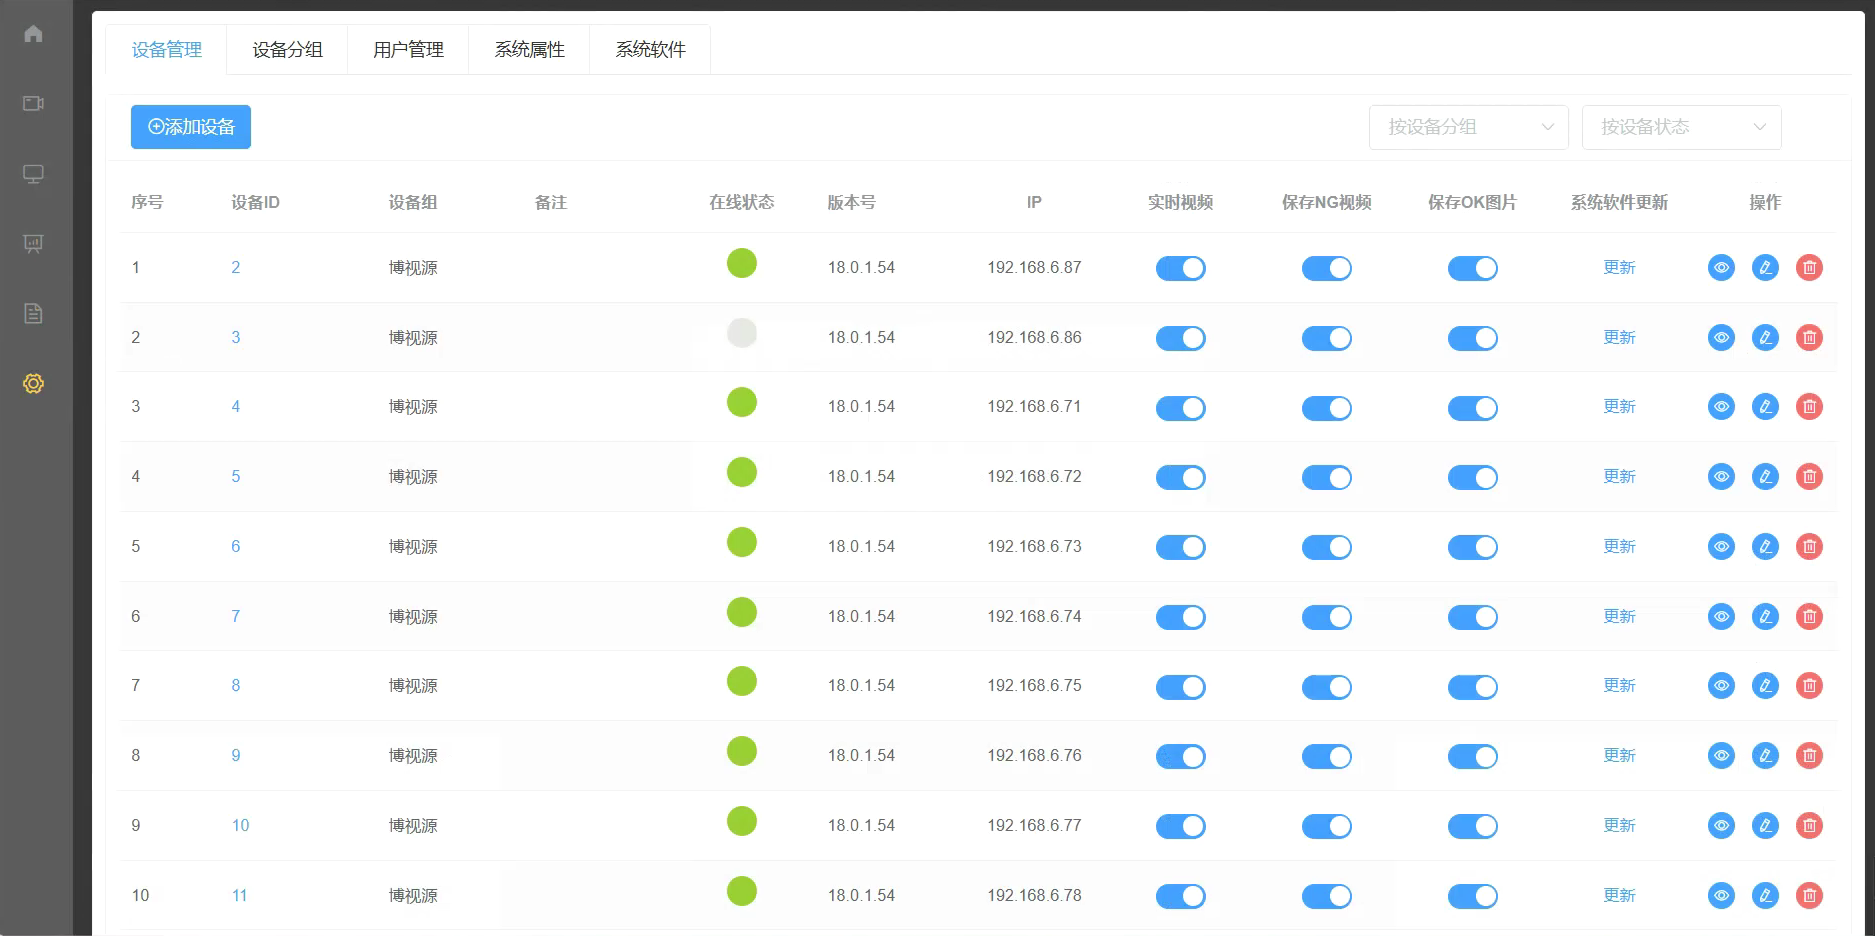 设备管理 设备分组 用户管理 系统属性 系统软件
添加设备 按设备分组 按设备状态
序号 设备ID 设备组 备注 在线状态 版本号 IP 实时视频 保存NG视频 保存OK图片 系统软件更新 操作
1 2 博视源 18.0.1.54 192.168.6.87 更新
2 3 博视源 18.0.1.54 192.168.6.86 更新
3 4 博视源 18.0.1.54 192.168.6.71 更新
4 5 博视源 18.0.1.54 192.168.6.72 更新
5 6 博视源 18.0.1.54 192.168.6.73 更新
6 7 博视源 18.0.1.54 192.168.6.74 更新
7 8 博视源 18.0.1.54 192.168.6.75 更新
8 9 博视源 18.0.1.54 192.168.6.76 更新
9 10 博视源 18.0.1.54 192.168.6.77 更新
10 11 博视源 18.0.1.54 192.168.6.78 更新